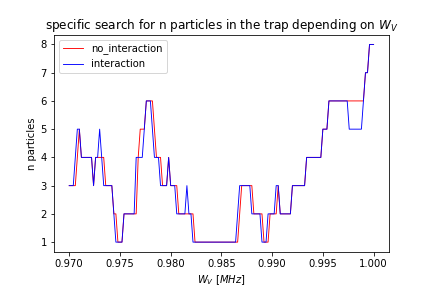 specific search for n particles in the trap depending on W_V
no_interaction
interaction
8
7
6
5
4
3
2
1
n particles
0.970 0.975 0.980 0.985 0.990 0.995 1.000
W_V [MHz]